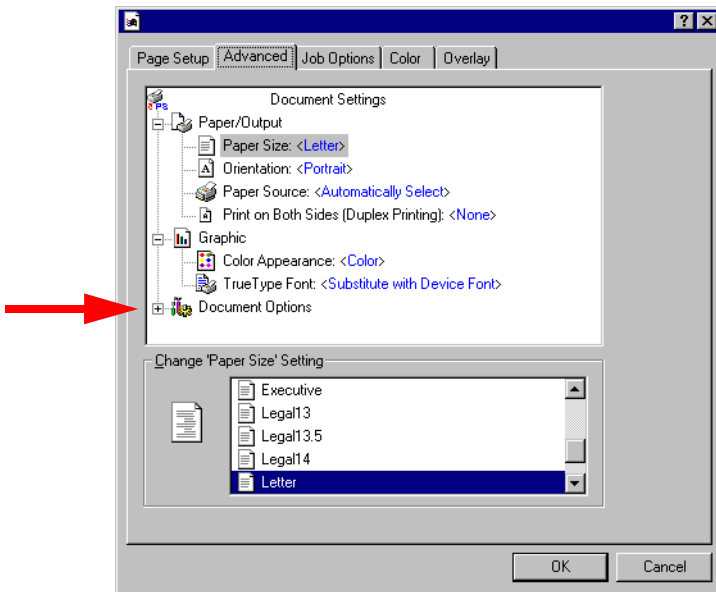 Page Setup Advanced Job Options Color Overlay
Document Settings
Paper/Output
Paper Size: <Letter>
Orientation: <Portrait>
Paper Source: <Automatically Select>
Print on Both Sides (Duplex Printing): <None>
Graphic
Color Appearance: <Color>
TrueType Font: <Substitute with Device Font>
Document Options
Change 'Paper Size' Setting
Executive
Legal13
Legal13.5
Legal14
Letter
OK Cancel